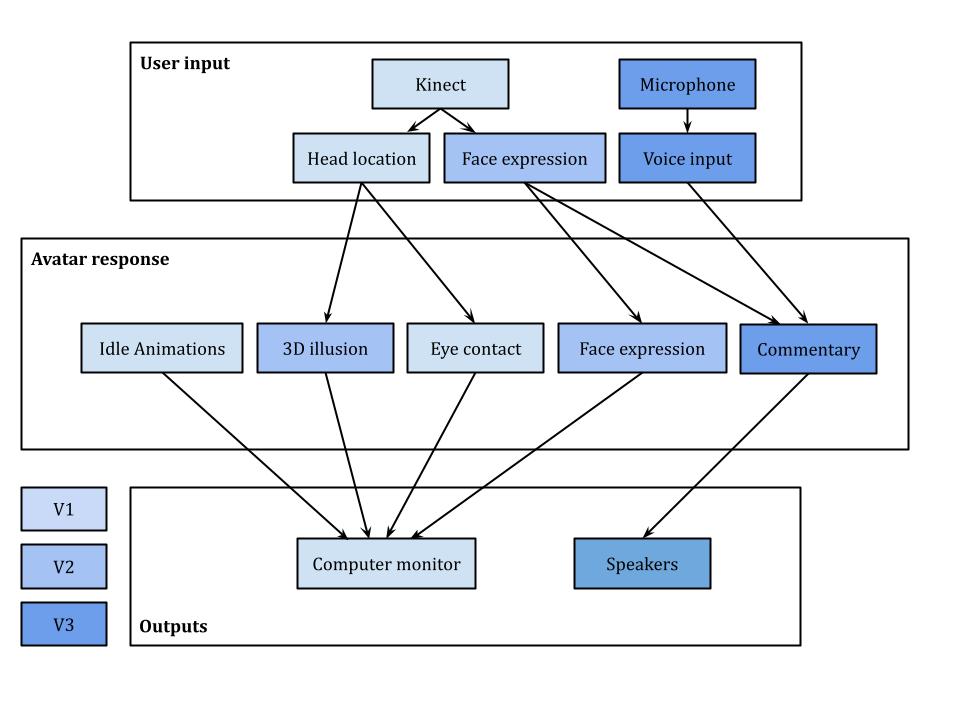 User input
Kinect
Microphone
Head location
Face expression
Voice input
Avatar response
Idle Animations
3D illusion
Eye contact
Face expression
Commentary
V1
V2
V3
Computer monitor
Speakers
Outputs